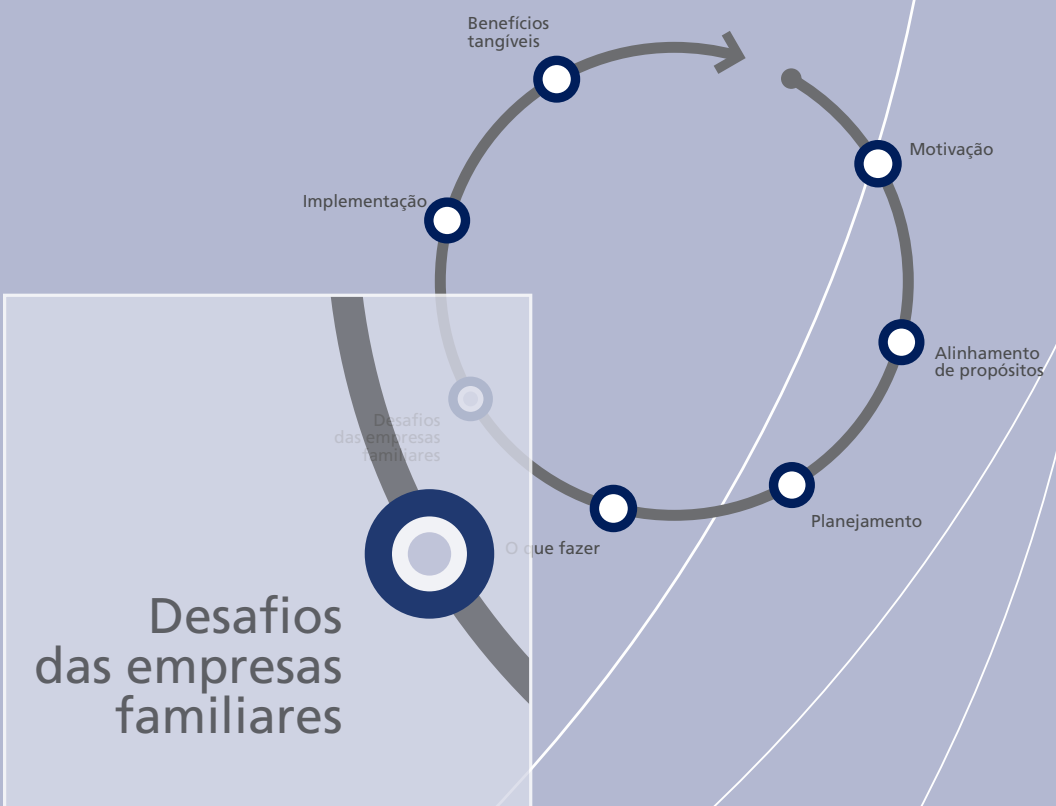 Benefícios
tangíveis
Motivação
Implementação
Alinhamento
de propósitos
Desafios
das empresas
familiares
Planejamento
O que fazer
Desafios
das empresas
familiares